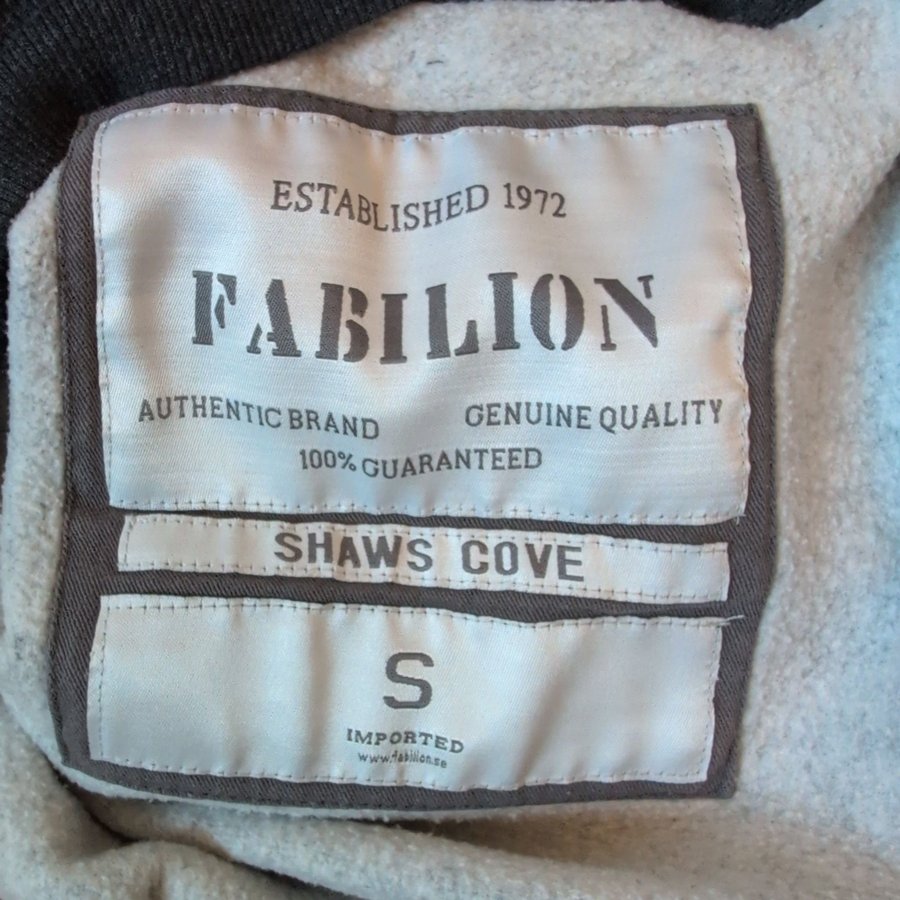 ESTABLISHED 1972
FABILION
AUTHENTIC BRAND GENUINE QUALITY
100% GUARANTEED
SHAWS COVE
S
IMPORTED
www.fabilion.se